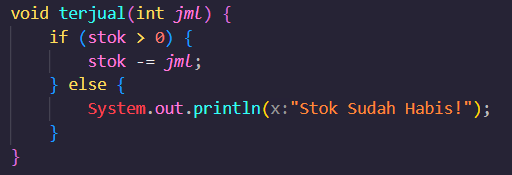 void terjual(int jml) {
    if (stok > 0) {
        stok -= jml;
    } else {
        System.out.println(x:"Stok Sudah Habis!");
    }
}